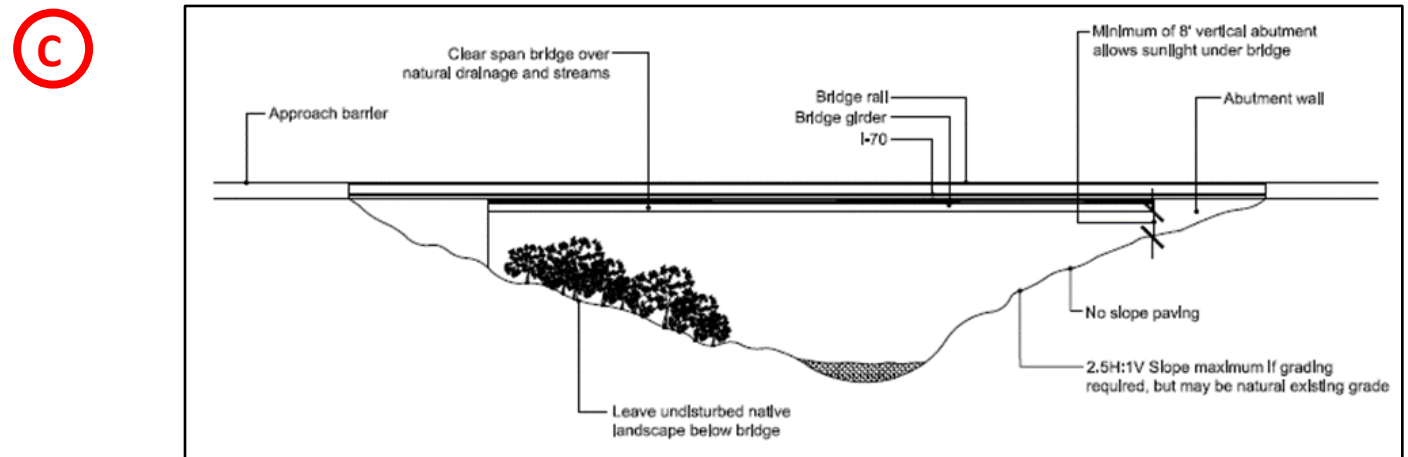 C
Clear span bridge over
natural drainage and streams
Minimum of 8' vertical abutment
allows sunlight under bridge
Approach barrier
Bridge rail
Bridge girder
I-70
Abutment wall
No slope paving
2.5H:1V Slope maximum if grading
required, but may be natural existing grade
Leave undisturbed native
landscape below bridge